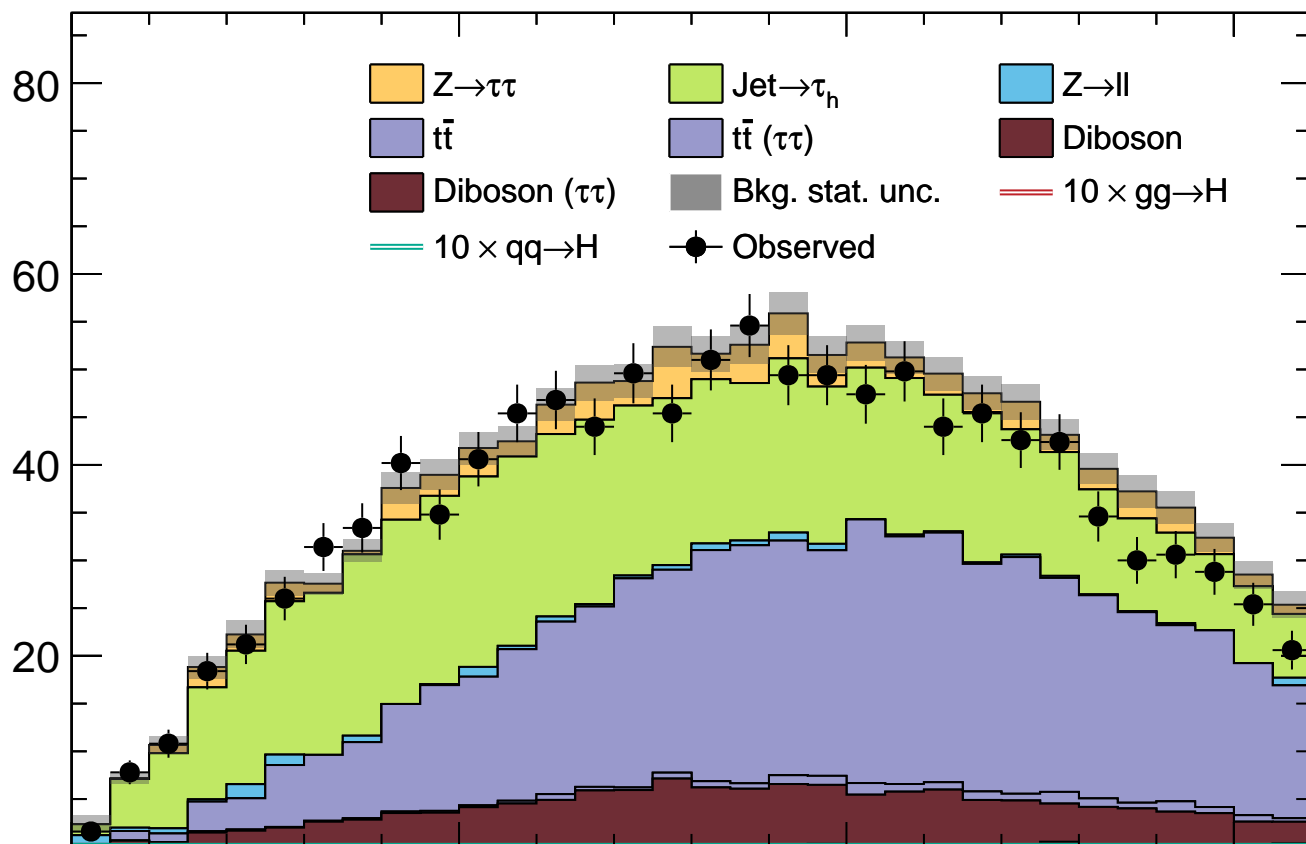 80
Z→ττ Jet→τₕ Z→ll
tt̄ tt̄ (ττ) Diboson
Diboson (ττ) Bkg. stat. unc. 10 × gg→H
10 × qq→H Observed
60
40
20